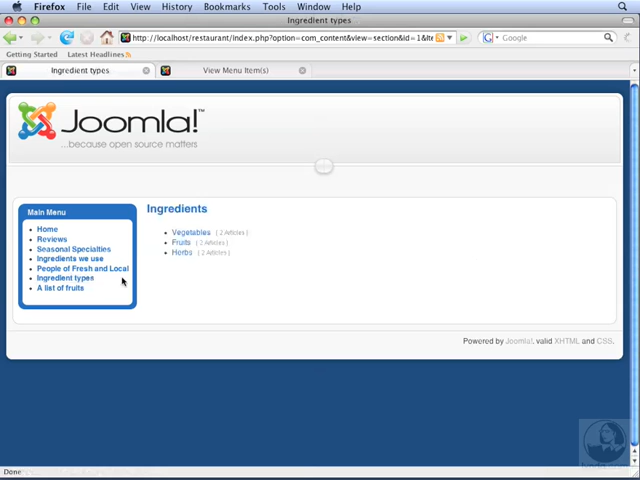 Firefox File Edit View History Bookmarks Tools Window Help
Ingredient types
http://localhost/restaurant/index.php?option=com_content&view=section&id=1&Ite
Google
Getting Started Latest Headlines
Ingredient types
View Menu Item(s)
Joomla!™
...because open source matters
Main Menu
Home
Reviews
Seasonal Specialties
Ingredients we use
People of Fresh and Local
Ingredient types
A list of fruits
Ingredients
Vegetables ( 2 Articles )
Fruits ( 2 Articles )
Herbs ( 2 Articles )
Powered by Joomla!. valid XHTML and CSS.
Done